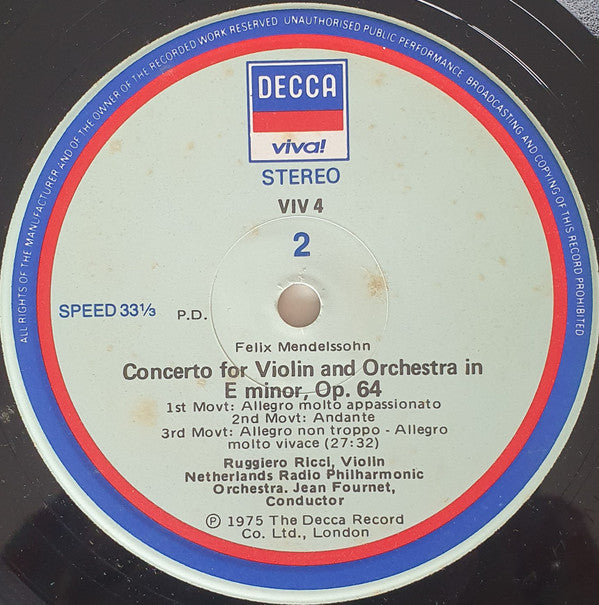 ALL RIGHTS OF THE MANUFACTURER AND OF THE OWNER OF THE RECORDED WORK RESERVED UNAUTHORISED PUBLIC PERFORMANCE BROADCASTING AND COPYING OF THIS RECORD PROHIBITED
DECCA
viva!
STEREO
VIV 4
2
SPEED 33⅓ P.D.
Felix Mendelssohn
Concerto for Violin and Orchestra in
E minor, Op. 64
1st Movt: Allegro molto appassionato
2nd Movt: Andante
3rd Movt: Allegro non troppo - Allegro
molto vivace (27:32)
Ruggiero Ricci, Violin
Netherlands Radio Philharmonic
Orchestra. Jean Fournet,
Conductor
℗ 1975 The Decca Record
Co. Ltd., London